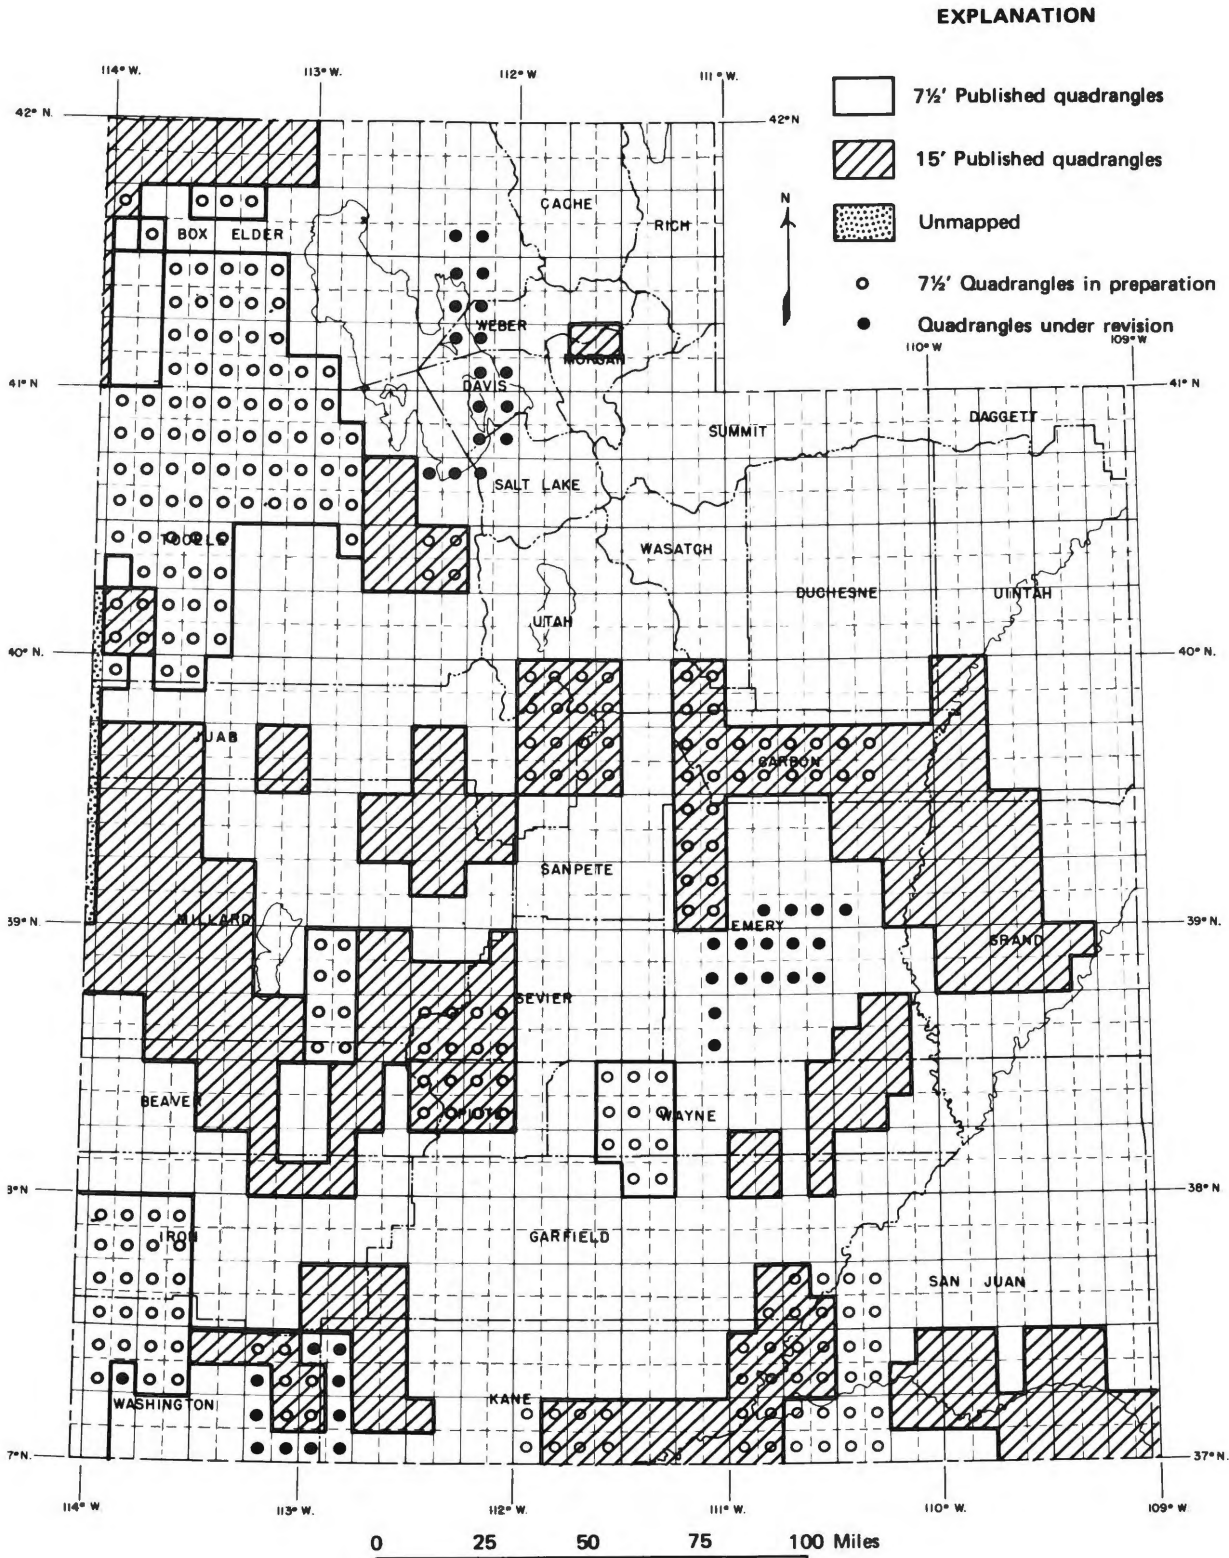 EXPLANATION
7½' Published quadrangles
15' Published quadrangles
Unmapped
7½' Quadrangles in preparation
Quadrangles under revision
114° W.
113° W.
112° W
111° W
42° N.
42° N
N
CACHE
RICH
BOX ELDER
WEBER
MORGAN
110° W
109° W
41° N
DAVIS
41° N
DAGGETT
SUMMIT
SALT LAKE
TOOELE
WASATCH
DUCHESNE
UINTAH
UTAH
40° N.
40° N.
JUAB
CARBON
SANPETE
39° N
MILLARD
EMERY
39° N
GRAND
SEVIER
BEAVER
PIUTE
WAYNE
8° N
38° N
IRON
GARFIELD
SAN JUAN
WASHINGTON
KANE
7° N.
37° N.
114° W
113° W.
112° W.
111° W.
110° W.
109° W
0 25 50 75 100 Miles